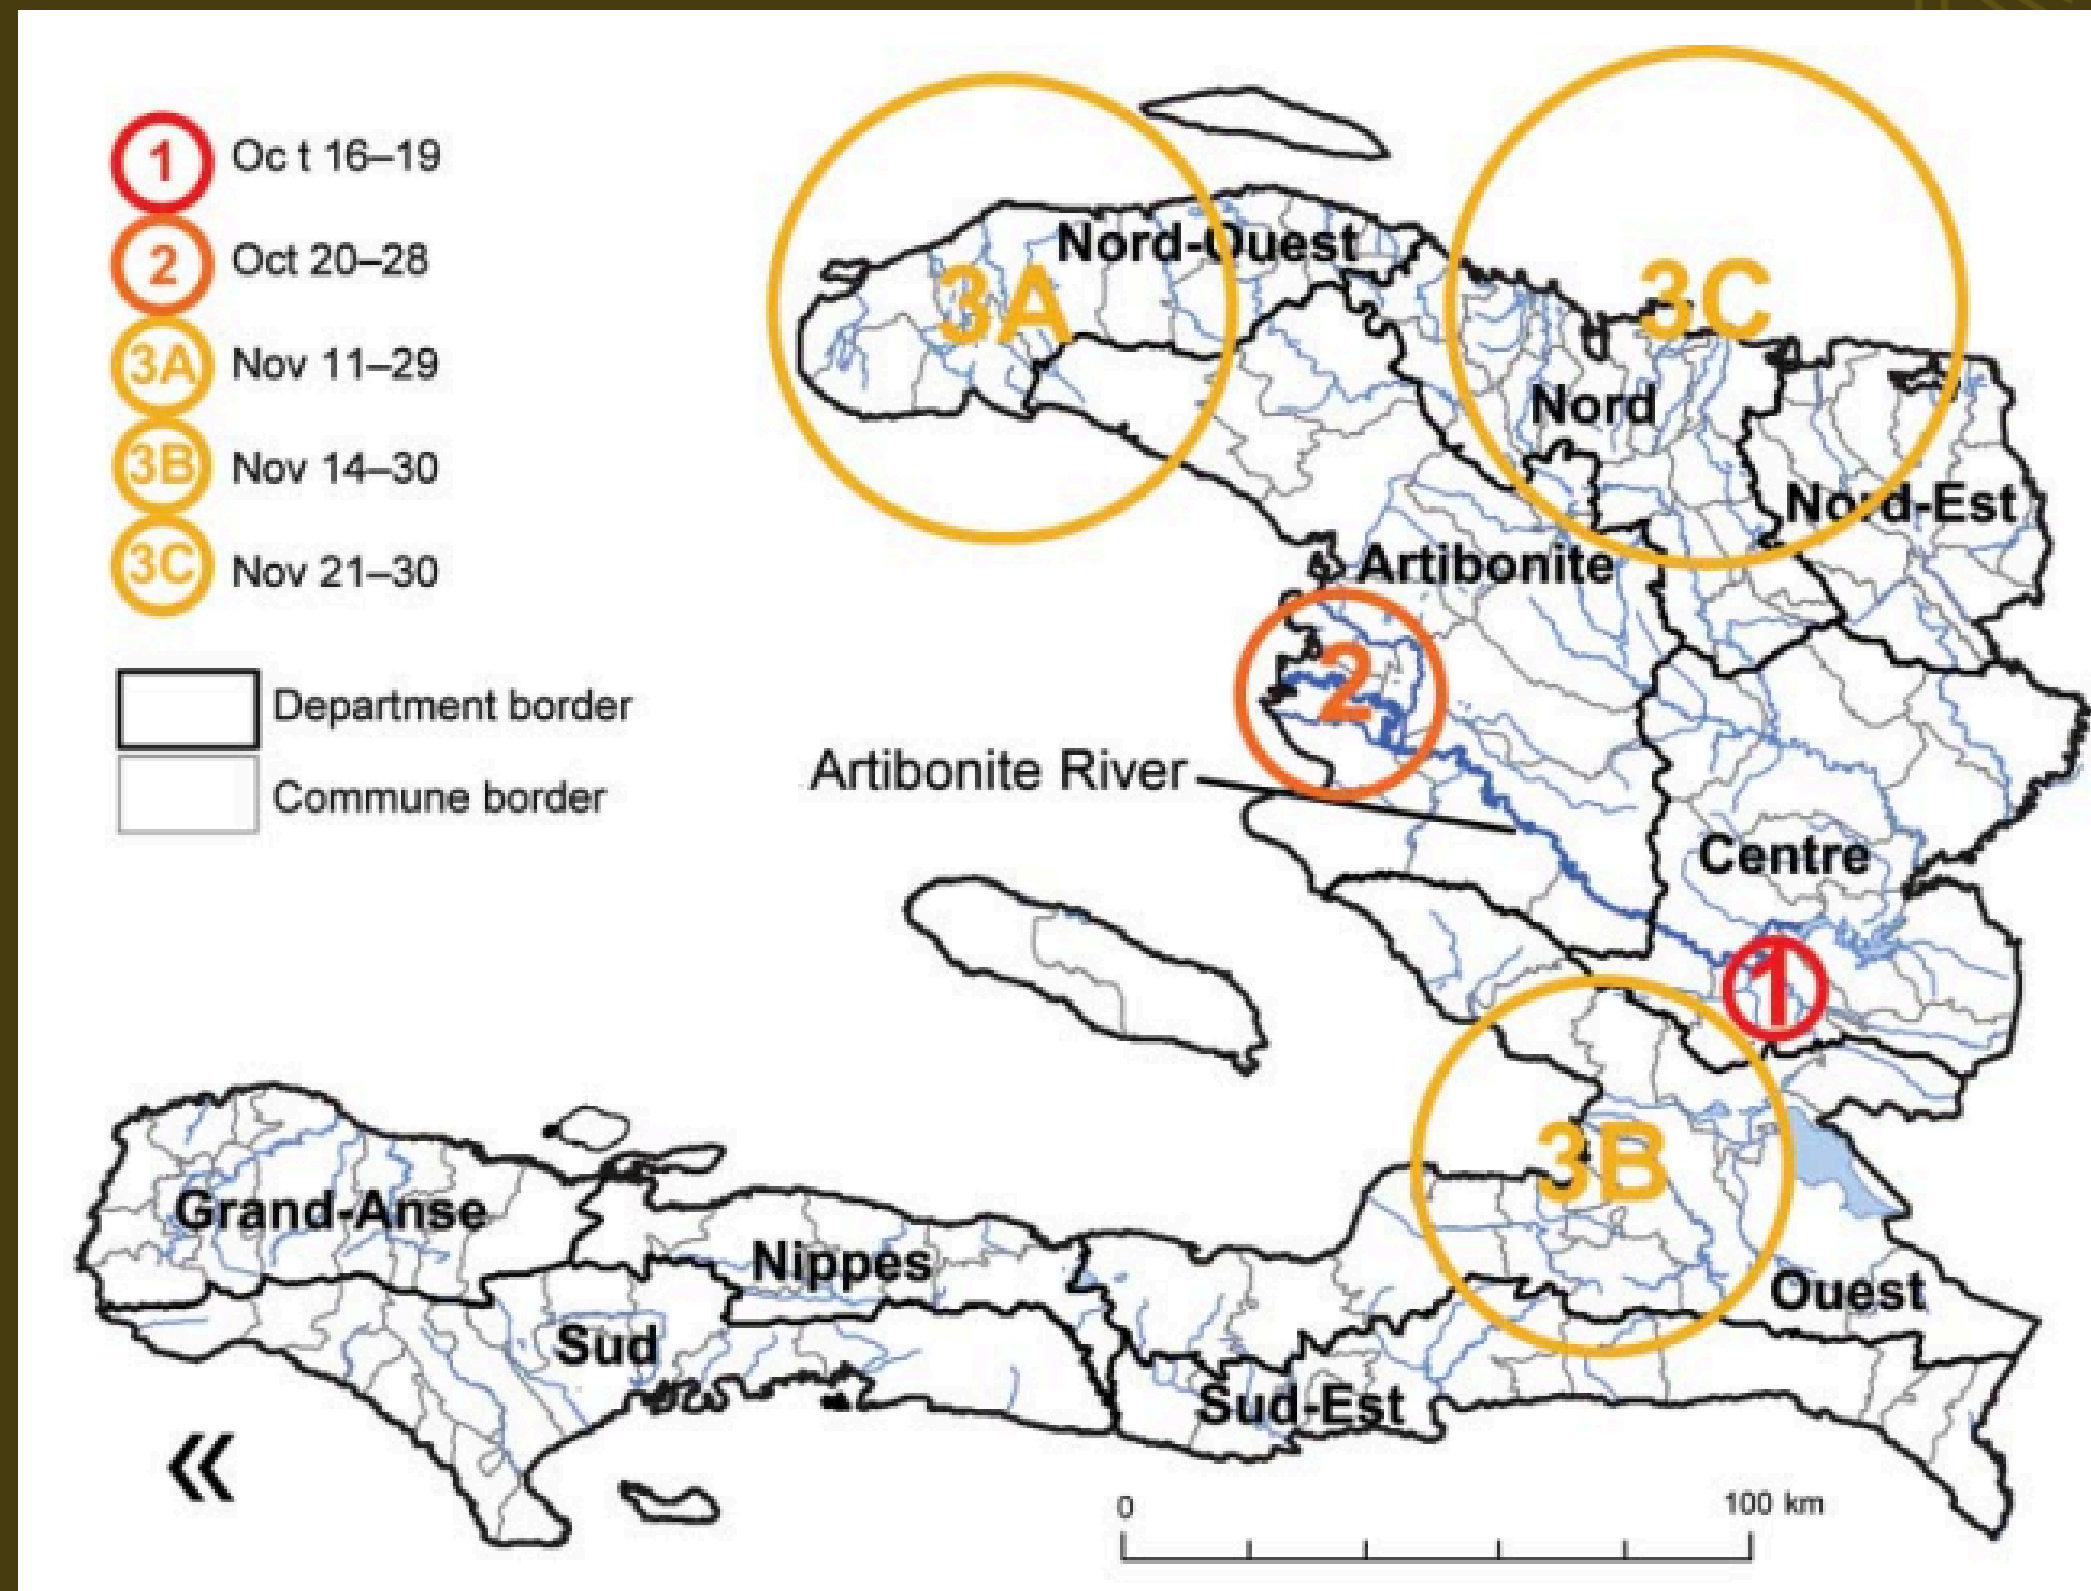 1 Oc t 16–19
2 Oct 20–28
3A Nov 11–29
3B Nov 14–30
3C Nov 21–30
Department border
Commune border
Nord-Ouest
3A
3C
Nord
Nord-Est
Artibonite
2
Artibonite River
Centre
1
3B
Grand-Anse
Nippes
Ouest
Sud
Sud-Est
«
0 100 km